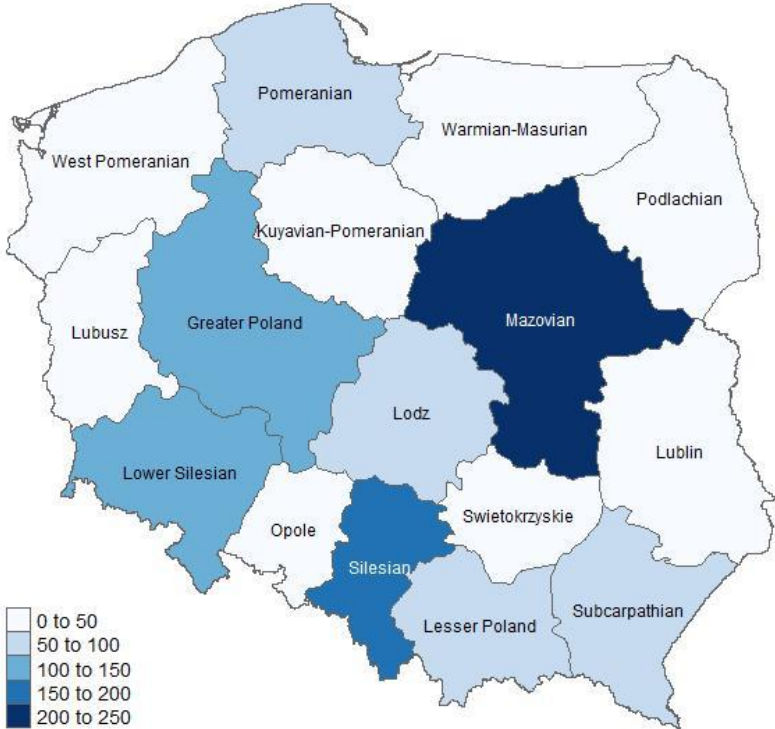 Pomeranian
Warmian-Masurian
West Pomeranian
Podlachian
Kuyavian-Pomeranian
Mazovian
Greater Poland
Lubusz
Lodz
Lublin
Lower Silesian
Swietokrzyskie
Opole
Silesian
Subcarpathian
Lesser Poland
0 to 50
50 to 100
100 to 150
150 to 200
200 to 250